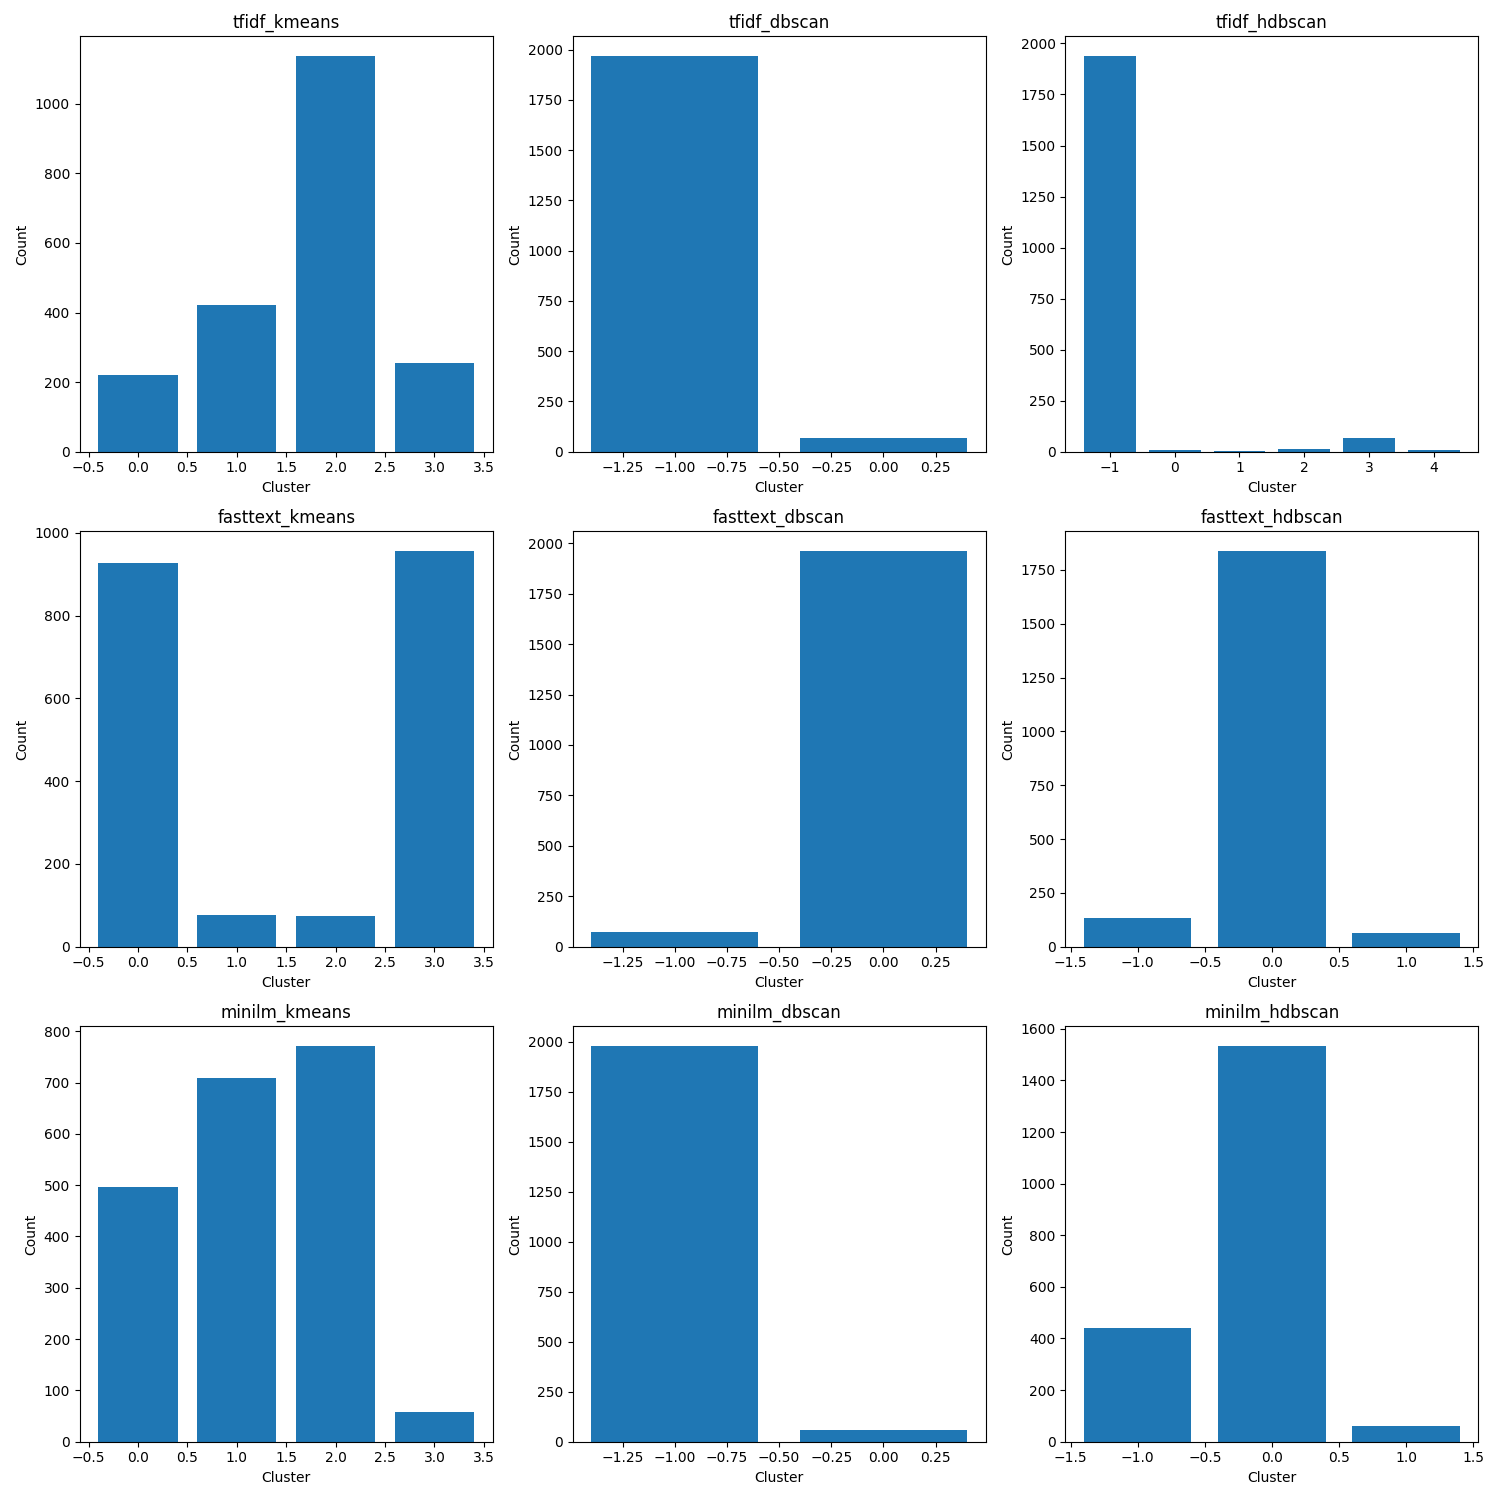 tfidf_kmeans
tfidf_dbscan
tfidf_hdbscan
Count
1000
800
600
400
200
0
−0.5 0.0 0.5 1.0 1.5 2.0 2.5 3.0 3.5
Cluster
Count
2000
1750
1500
1250
1000
750
500
250
0
−1.25 −1.00 −0.75 −0.50 −0.25 0.00 0.25
Cluster
Count
2000
1750
1500
1250
1000
750
500
250
0
−1 0 1 2 3 4
Cluster
fasttext_kmeans
fasttext_dbscan
fasttext_hdbscan
Count
1000
800
600
400
200
0
−0.5 0.0 0.5 1.0 1.5 2.0 2.5 3.0 3.5
Cluster
Count
2000
1750
1500
1250
1000
750
500
250
0
−1.25 −1.00 −0.75 −0.50 −0.25 0.00 0.25
Cluster
Count
1750
1500
1250
1000
750
500
250
0
−1.5 −1.0 −0.5 0.0 0.5 1.0 1.5
Cluster
minilm_kmeans
minilm_dbscan
minilm_hdbscan
Count
800
700
600
500
400
300
200
100
0
−0.5 0.0 0.5 1.0 1.5 2.0 2.5 3.0 3.5
Cluster
Count
2000
1750
1500
1250
1000
750
500
250
0
−1.25 −1.00 −0.75 −0.50 −0.25 0.00 0.25
Cluster
Count
1600
1400
1200
1000
800
600
400
200
0
−1.5 −1.0 −0.5 0.0 0.5 1.0 1.5
Cluster